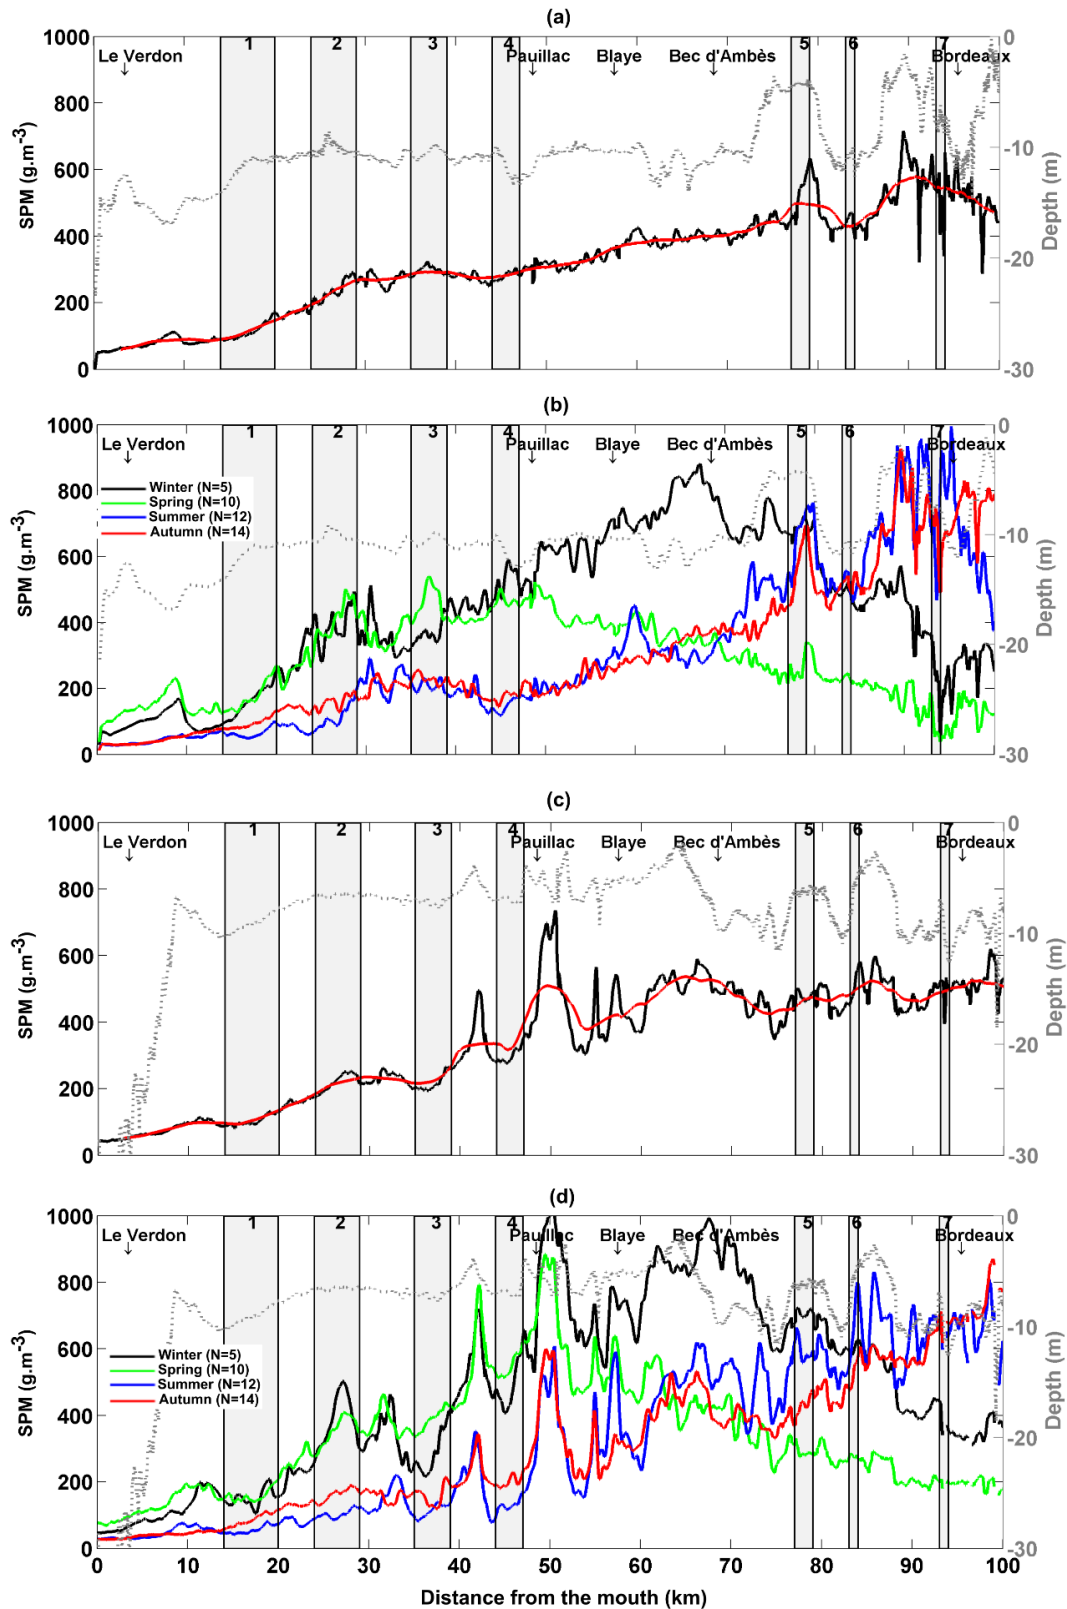 (a)
1000
800
600
400
200
0
SPM (g.m⁻³)
Le Verdon
1
2
3
4
Pauillac
Blaye
Bec d'Ambès
5
6
7
Bordeaux
0
-10
-20
-30
Depth (m)
(b)
1000
800
600
400
200
0
SPM (g.m⁻³)
Le Verdon
1
2
3
4
Pauillac
Blaye
Bec d'Ambès
5
6
7
Bordeaux
Winter (N=5)
Spring (N=10)
Summer (N=12)
Autumn (N=14)
0
-10
-20
-30
Depth (m)
(c)
1000
800
600
400
200
0
SPM (g.m⁻³)
Le Verdon
1
2
3
4
Pauillac
Blaye
Bec d'Ambès
5
6
7
Bordeaux
0
-10
-20
-30
Depth (m)
(d)
1000
800
600
400
200
0
SPM (g.m⁻³)
Le Verdon
1
2
3
4
Pauillac
Blaye
Bec d'Ambès
5
6
7
Bordeaux
Winter (N=5)
Spring (N=10)
Summer (N=12)
Autumn (N=14)
0
-10
-20
-30
Depth (m)
0 10 20 30 40 50 60 70 80 90 100
Distance from the mouth (km)